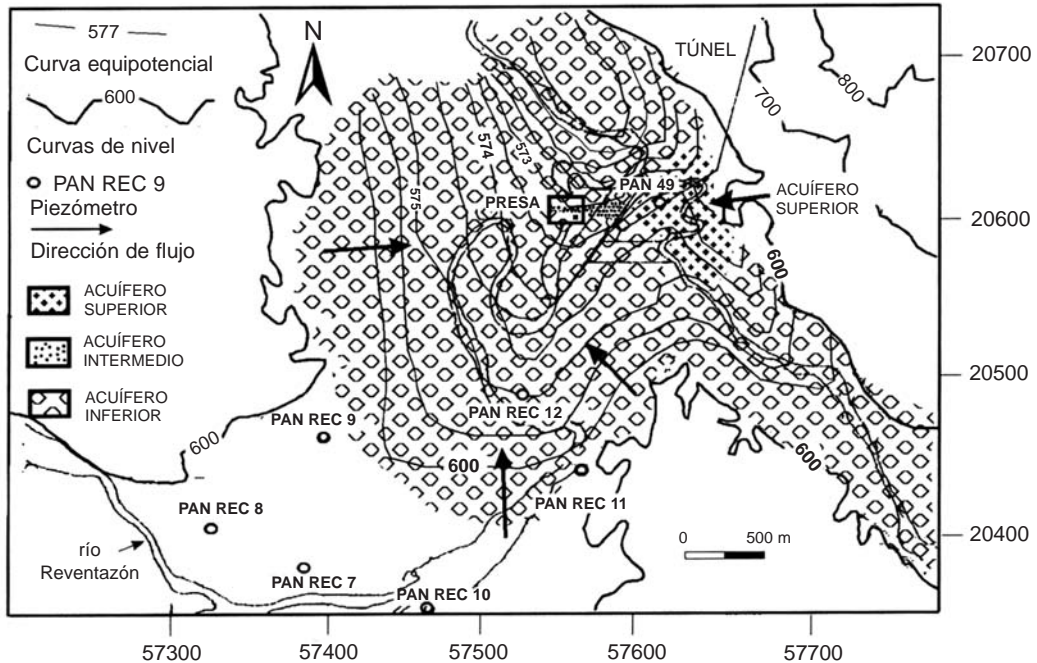 577
Curva equipotencial
600
Curvas de nivel
PAN REC 9
Piezómetro
Dirección de flujo
ACUÍFERO
SUPERIOR
ACUÍFERO
INTERMEDIO
ACUÍFERO
INFERIOR
N
TÚNEL
700
800
20700
574
573
575
PAN 49
PRESA
ACUÍFERO
SUPERIOR
20600
600
20500
PAN REC 12
PAN REC 9
600
600
600
PAN REC 11
PAN REC 8
0 500 m
20400
río
Reventazón
PAN REC 7
PAN REC 10
57300
57400
57500
57600
57700